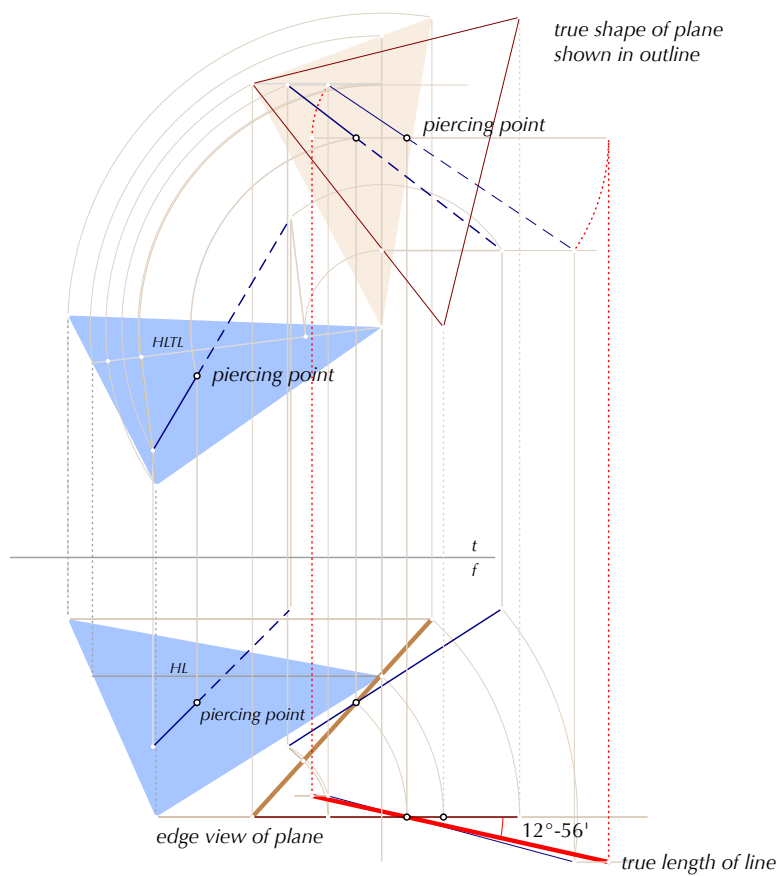 true shape of plane
shown in outline
piercing point
HLTL
piercing point
t
f
HL
piercing point
edge view of plane
12°-56'
true length of line